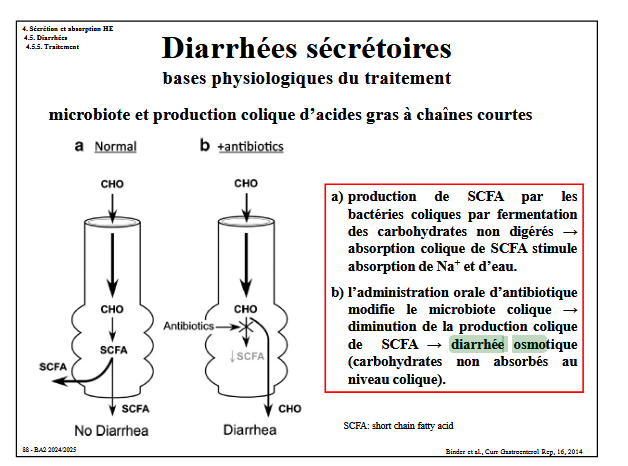 4. Sécrétion et absorption HE
4.5. Diarrhées
4.5.5. Traitement
Diarrhées sécrétoires
bases physiologiques du traitement
microbiote et production colique d’acides gras à chaînes courtes
a Normal
b +antibiotics
CHO
CHO
CHO
CHO
Antibiotics
SCFA
↓SCFA
SCFA
SCFA
CHO
No Diarrhea
Diarrhea
a) production de SCFA par les
bactéries coliques par fermentation
des carbohydrates non digérés →
absorption colique de SCFA stimule
absorption de Na⁺ et d’eau.
b) l’administration orale d’antibiotique
modifie le microbiote colique →
diminution de la production colique
de SCFA → diarrhée osmotique
(carbohydrates non absorbés au
niveau colique).
SCFA: short chain fatty acid
88 - BA2 2024/2025
Binder et al., Curr Gastroenterol Rep, 16, 2014